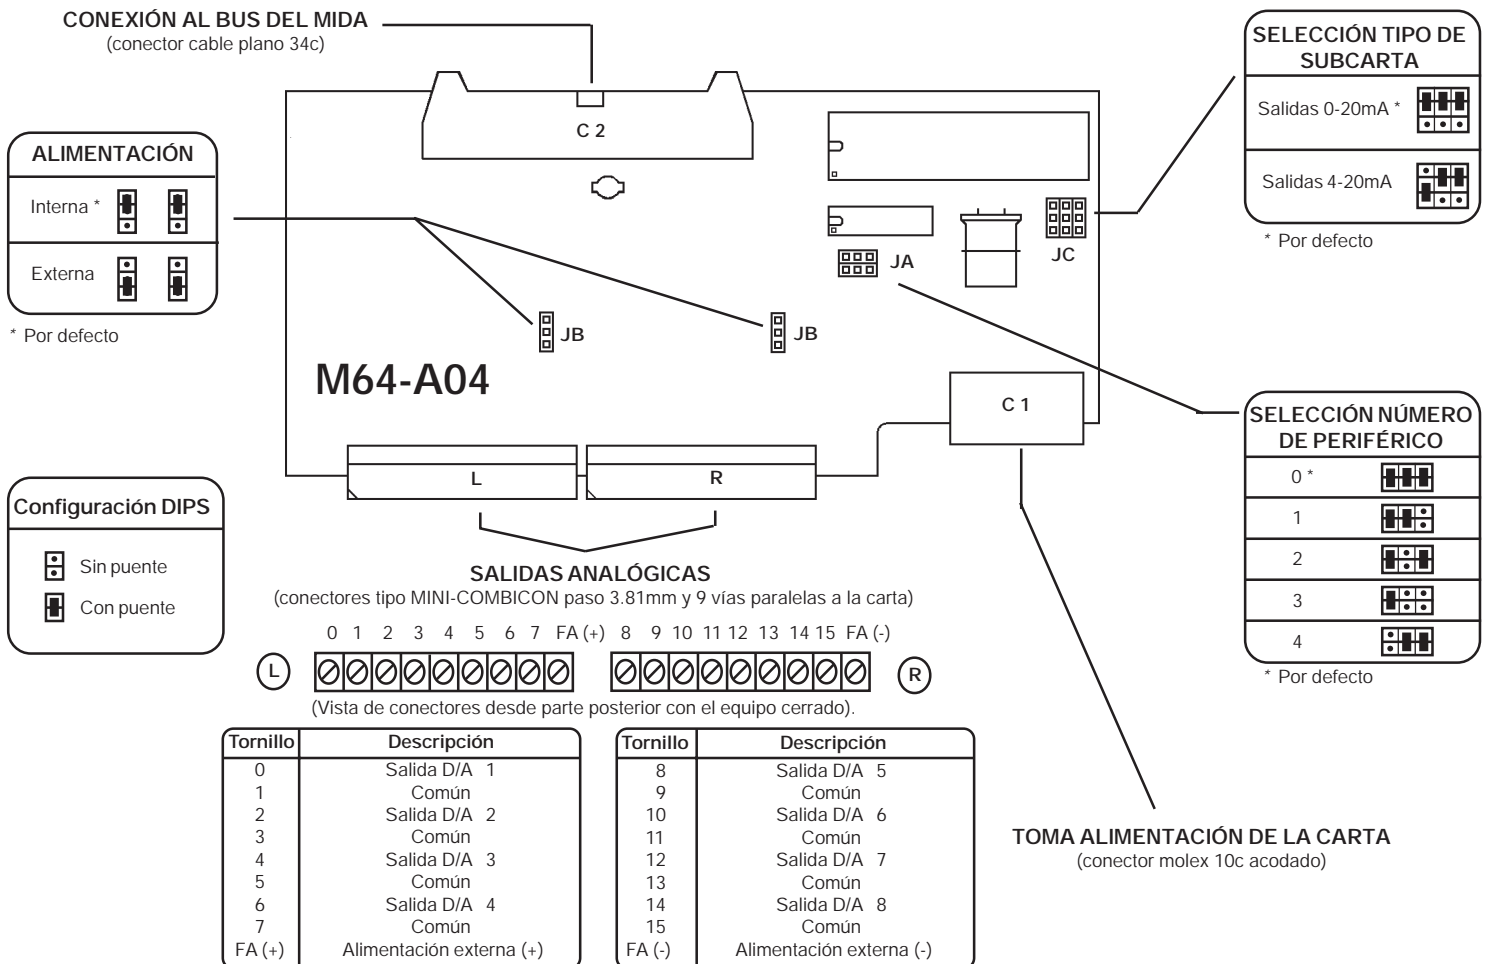 CONEXIÓN AL BUS DEL MIDA
(conector cable plano 34c)
SELECCIÓN TIPO DE
SUBCARTA
Salidas 0-20mA *
Salidas 4-20mA
* Por defecto
ALIMENTACIÓN
Interna *
Externa
* Por defecto
C 2
JA
JC
JB
JB
M64-A04
C 1
L
R
SELECCIÓN NÚMERO
DE PERIFÉRICO
0 *
1
2
3
4
* Por defecto
Configuración DIPS
Sin puente
Con puente
SALIDAS ANALÓGICAS
(conectores tipo MINI-COMBICON paso 3.81mm y 9 vías paralelas a la carta)
0 1 2 3 4 5 6 7 FA (+) 8 9 10 11 12 13 14 15 FA (-)
L
R
(Vista de conectores desde parte posterior con el equipo cerrado).
Tornillo Descripción
0 Salida D/A 1
1 Común
2 Salida D/A 2
3 Común
4 Salida D/A 3
5 Común
6 Salida D/A 4
7 Común
FA (+) Alimentación externa (+)
Tornillo Descripción
8 Salida D/A 5
9 Común
10 Salida D/A 6
11 Común
12 Salida D/A 7
13 Común
14 Salida D/A 8
15 Común
FA (-) Alimentación externa (-)
TOMA ALIMENTACIÓN DE LA CARTA
(conector molex 10c acodado)